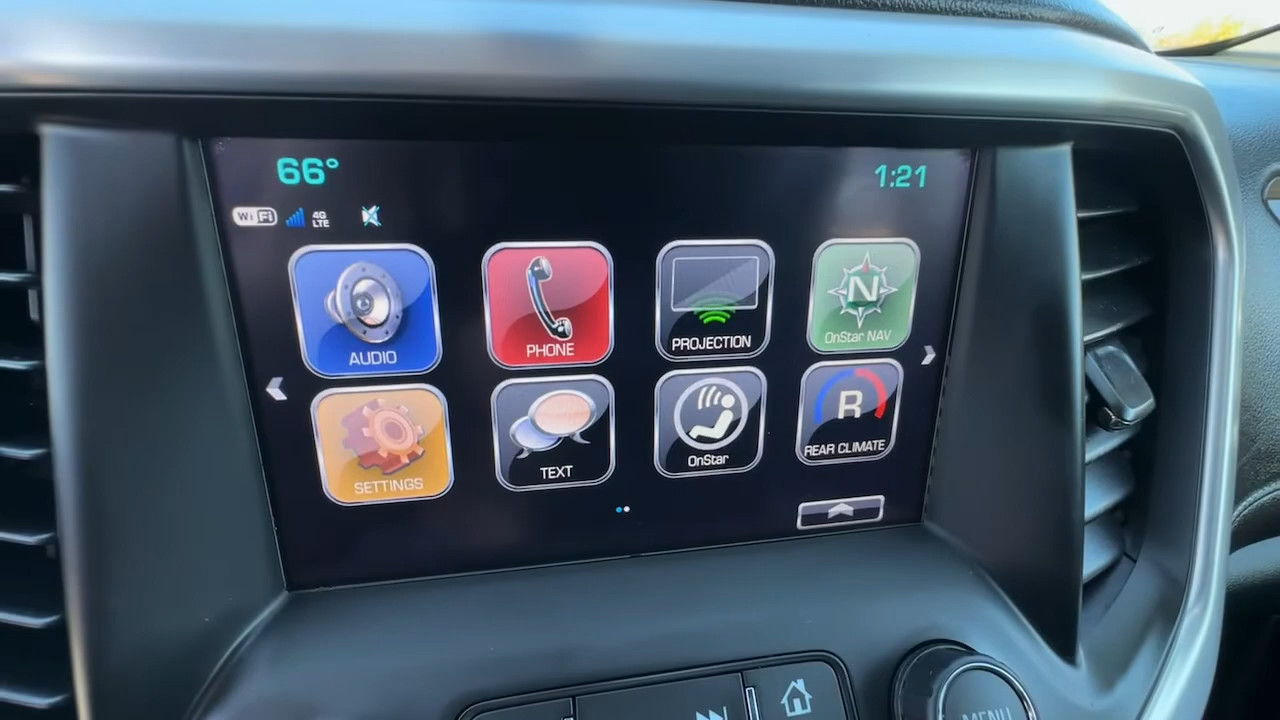 66°
1:21
WiFi
4G
LTE
AUDIO
PHONE
PROJECTION
N
OnStar NAV
SETTINGS
TEXT
OnStar
R
REAR CLIMATE
MENU